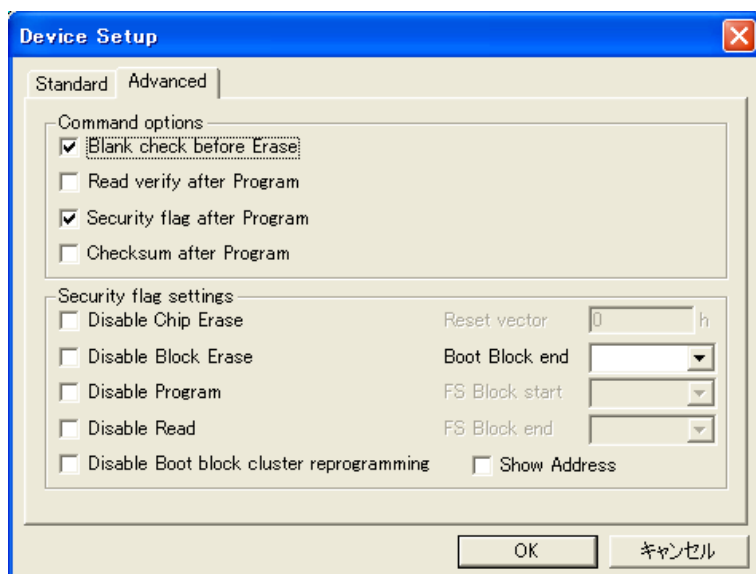 Device Setup
Standard Advanced
Command options
Blank check before Erase
Read verify after Program
Security flag after Program
Checksum after Program
Security flag settings
Disable Chip Erase Reset vector 0 h
Disable Block Erase Boot Block end
Disable Program FS Block start
Disable Read FS Block end
Disable Boot block cluster reprogramming Show Address
OK キャンセル